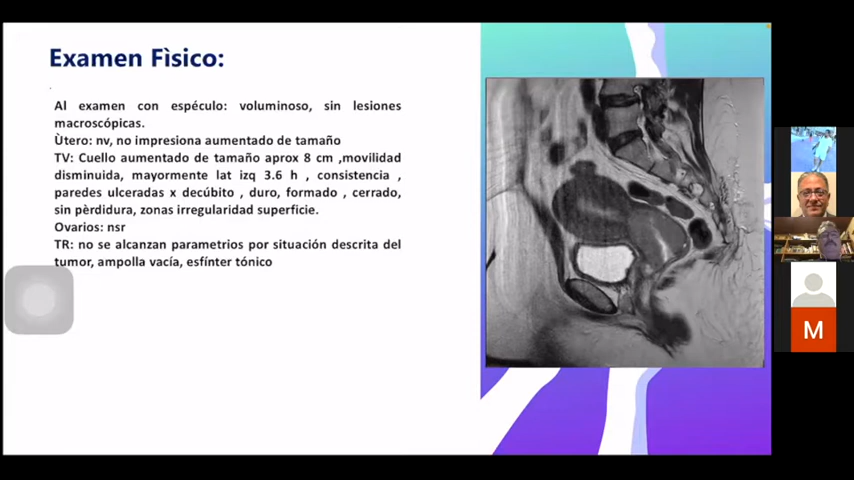 Examen Fìsico:
Al examen con espéculo: voluminoso, sin lesiones
macroscópicas.
Ùtero: nv, no impresiona aumentado de tamaño
TV: Cuello aumentado de tamaño aprox 8 cm ,movilidad
disminuida, mayormente lat izq 3.6 h , consistencia ,
paredes ulceradas x decúbito , duro, formado , cerrado,
sin pèrdidura, zonas irregularidad superficie.
Ovarios: nsr
TR: no se alcanzan parametrios por situación descrita del
tumor, ampolla vacía, esfínter tónico
M